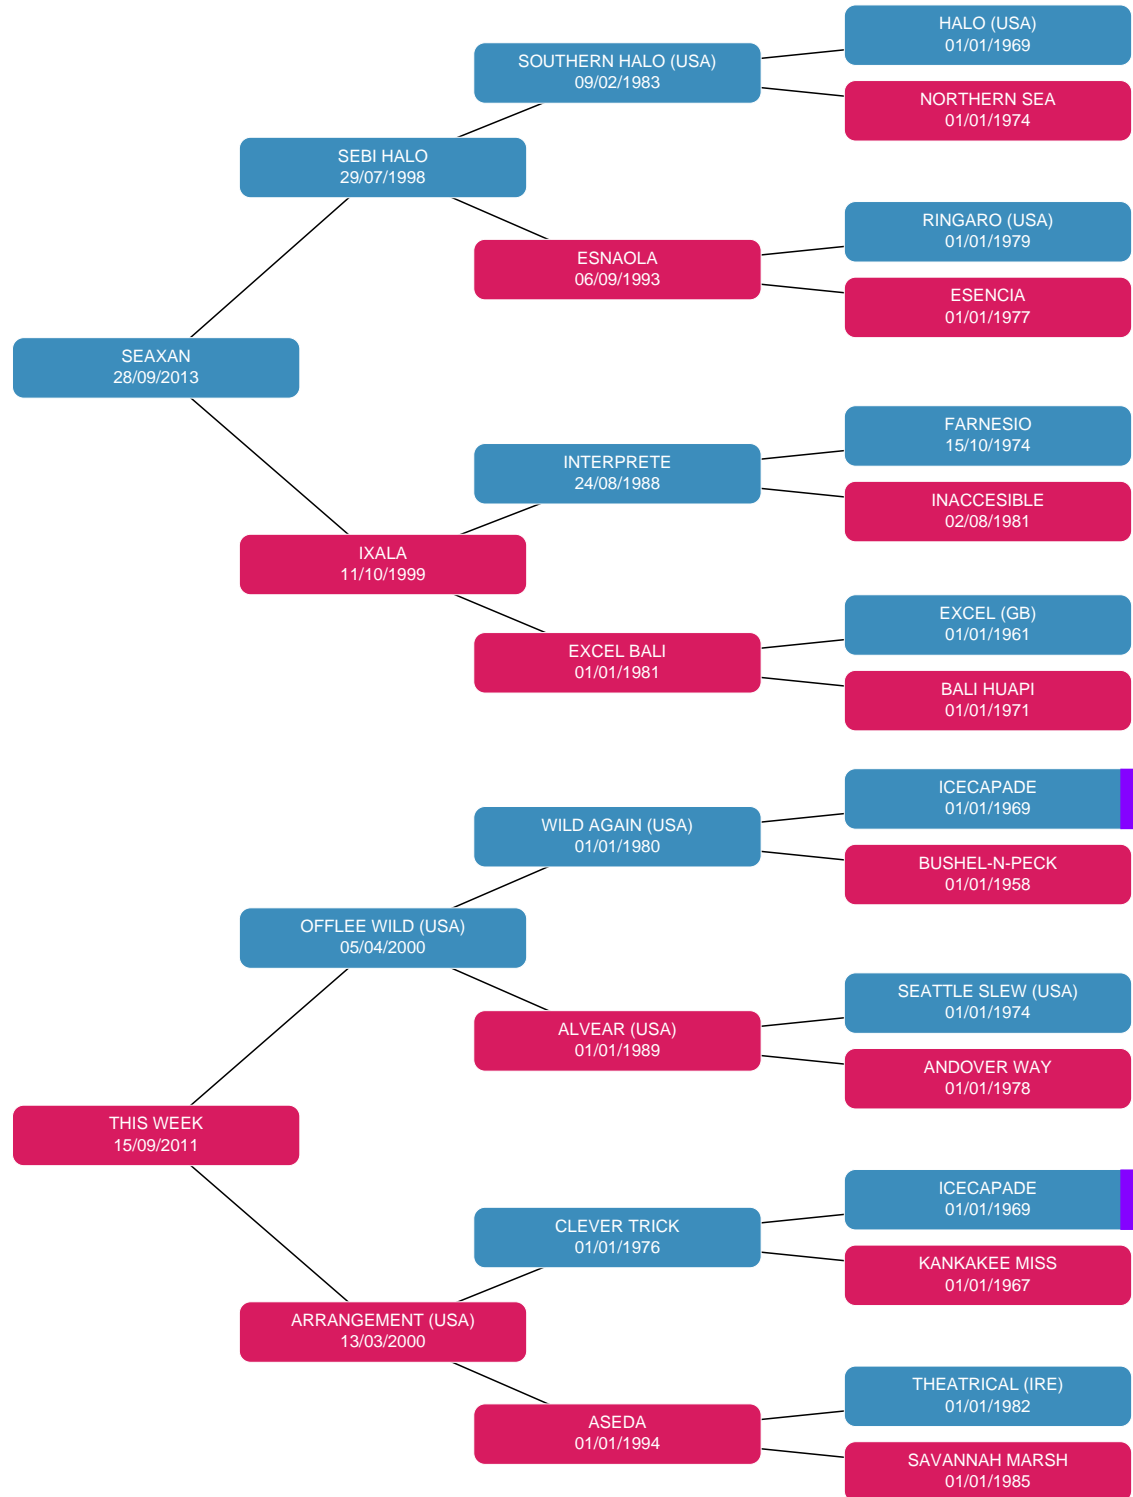 HALO (USA)
01/01/1969
SOUTHERN HALO (USA)
09/02/1983
NORTHERN SEA
01/01/1974
SEBI HALO
29/07/1998
RINGARO (USA)
01/01/1979
ESNAOLA
06/09/1993
ESENCIA
01/01/1977
SEAXAN
28/09/2013
FARNESIO
15/10/1974
INTERPRETE
24/08/1988
INACCESIBLE
02/08/1981
IXALA
11/10/1999
EXCEL (GB)
01/01/1961
EXCEL BALI
01/01/1981
BALI HUAPI
01/01/1971
ICECAPADE
01/01/1969
WILD AGAIN (USA)
01/01/1980
BUSHEL-N-PECK
01/01/1958
OFFLEE WILD (USA)
05/04/2000
SEATTLE SLEW (USA)
01/01/1974
ALVEAR (USA)
01/01/1989
ANDOVER WAY
01/01/1978
THIS WEEK
15/09/2011
ICECAPADE
01/01/1969
CLEVER TRICK
01/01/1976
KANKAKEE MISS
01/01/1967
ARRANGEMENT (USA)
13/03/2000
THEATRICAL (IRE)
01/01/1982
ASEDA
01/01/1994
SAVANNAH MARSH
01/01/1985